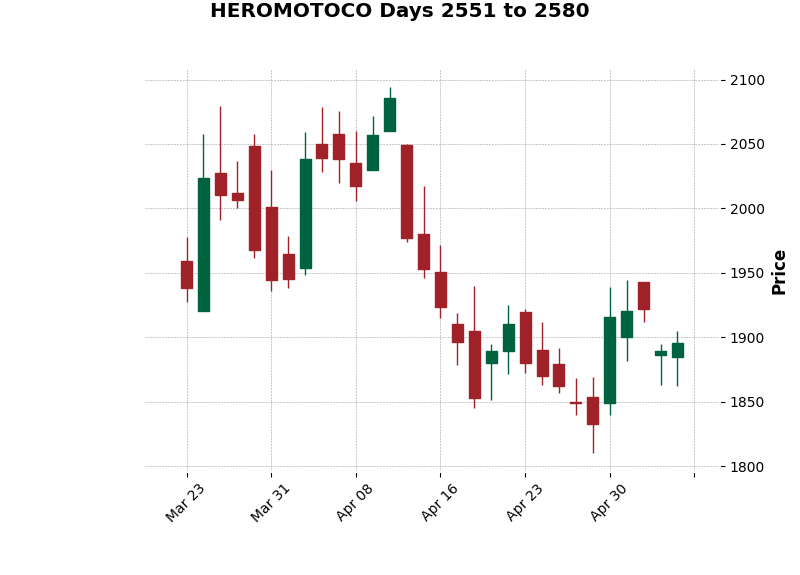 HEROMOTOCO Days 2551 to 2580
2100
2050
2000
1950
1900
1850
1800
Price
Mar 23
Mar 31
Apr 08
Apr 16
Apr 23
Apr 30